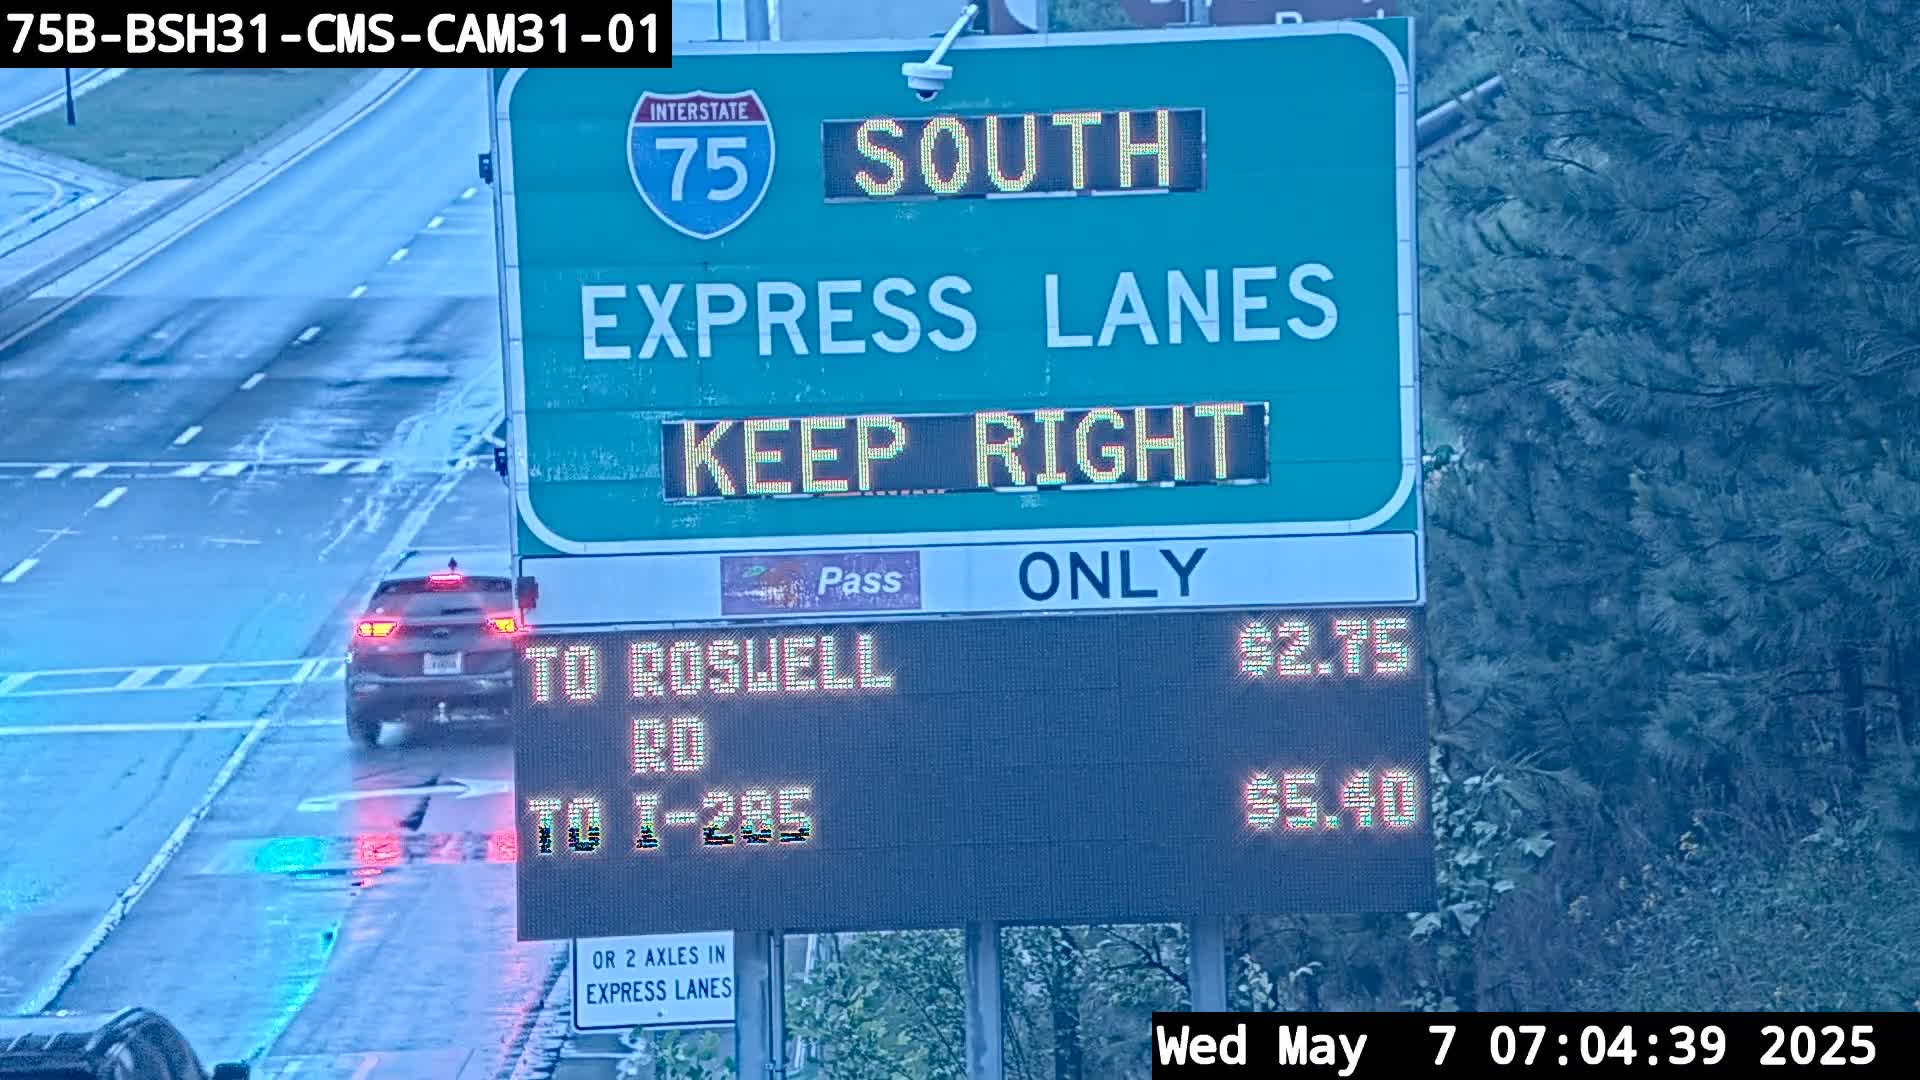 75B-BSH31-CMS-CAM31-01
INTERSTATE
75
SOUTH
EXPRESS LANES
KEEP RIGHT
Pass ONLY
TO ROSWELL $2.75
RD
TO I-285 $5.40
OR 2 AXLES IN
EXPRESS LANES
Wed May 7 07:04:39 2025